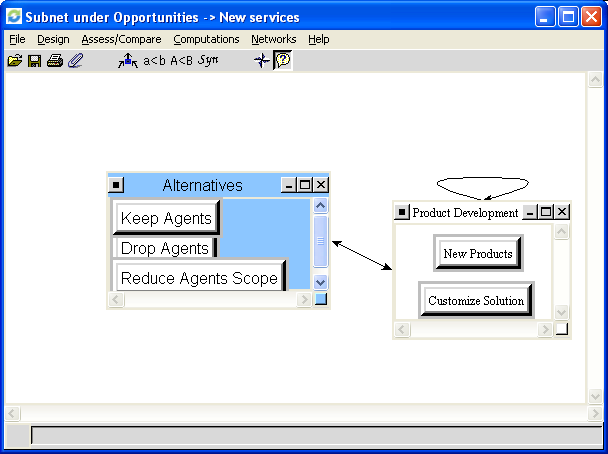 Subnet under Opportunities -> New services
File Design Assess/Compare Computations Networks Help
a<b A<B Syn ?
Alternatives
Keep Agents
Drop Agents
Reduce Agents Scope
Product Development
New Products
Customize Solution